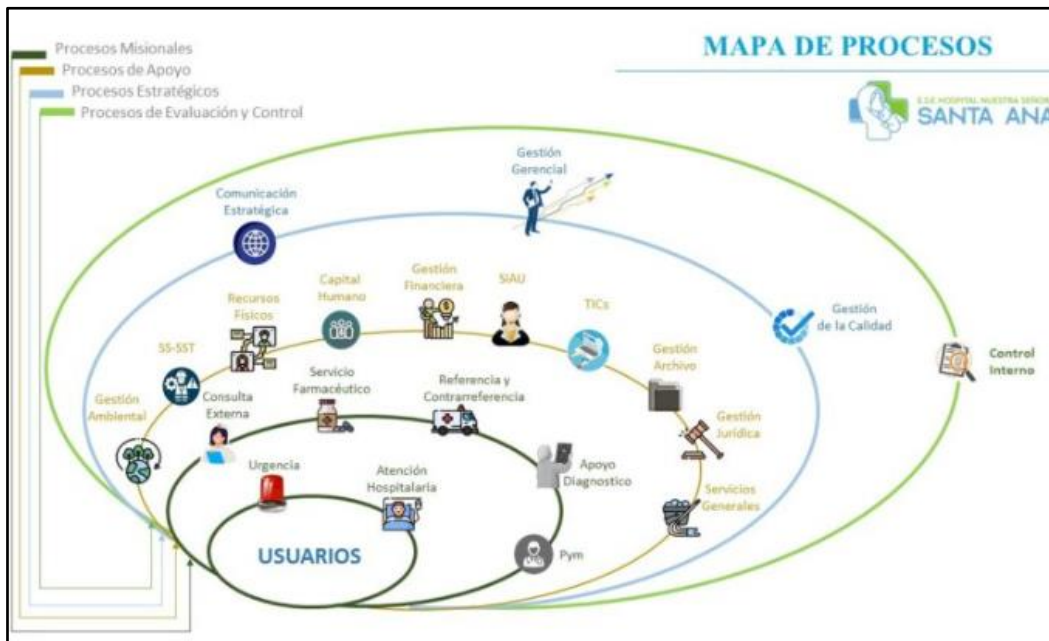 Procesos Misionales
Procesos de Apoyo
Procesos Estratégicos
Procesos de Evaluación y Control
MAPA DE PROCESOS
E.S.E HOSPITAL NUESTRA SEÑORA
SANTA ANA
Gestión
Gerencial
Comunicación
Estratégica
Gestión
de la Calidad
Control
Interno
Gestión
Financiera
SIAU
Capital
Humano
Recursos
Físicos
TICs
SS-SST
Gestión
Archivo
Gestión
Ambiental
Gestión
Jurídica
Servicios
Generales
Consulta
Externa
Servicio
Farmacéutico
Referencia y
Contrarreferencia
Apoyo
Diagnostico
Pym
Urgencia
Atención
Hospitalaria
USUARIOS